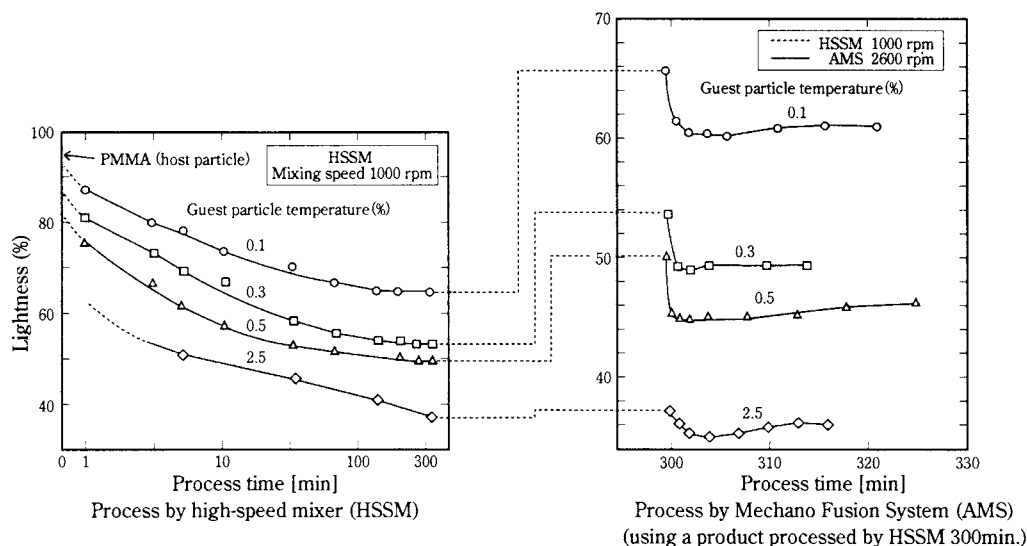 100
80
60
40
Lightness (%)
PMMA (host particle)
HSSM
Mixing speed 1000 rpm
Guest particle temperature(%)
0.1
0.3
0.5
2.5
0 1 10 100 300
Process time [min]
Process by high-speed mixer (HSSM)
70
60
50
40
HSSM 1000 rpm
AMS 2600 rpm
Guest particle temperature(%)
0.1
0.3
0.5
2.5
300 310 320 330
Process time [min]
Process by Mechano Fusion System (AMS)
(using a product processed by HSSM 300min.)